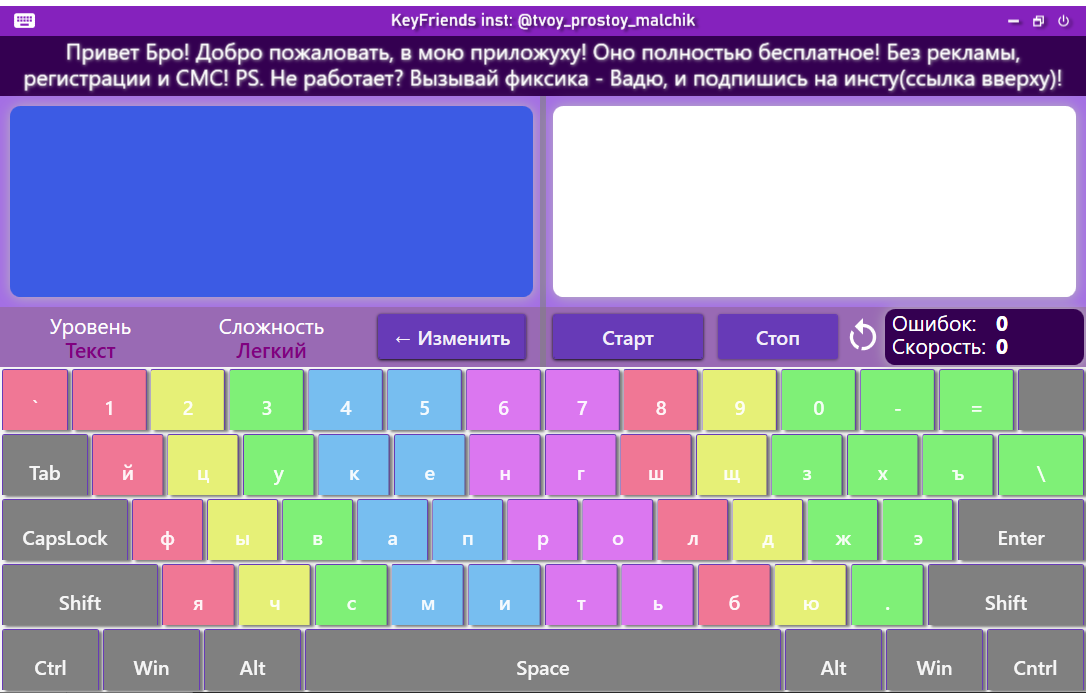 KeyFriends inst: @tvoy_prostoy_malchik
Привет Бро! Добро пожаловать, в мою приложуху! Оно полностью бесплатное! Без рекламы,
регистрации и СМС! PS. Не работает? Вызывай фиксика - Вадю, и подпишись на инсту(ссылка вверху)!
Уровень Сложность ← Изменить Старт Стоп Ошибок: 0
Текст Легкий Скорость: 0
` 1 2 3 4 5 6 7 8 9 0 - =
Tab й ц у к е н г ш щ з х ъ \
CapsLock ф ы в а п р о л д ж э Enter
Shift я ч с м и т ь б ю . Shift
Ctrl Win Alt Space Alt Win Cntrl